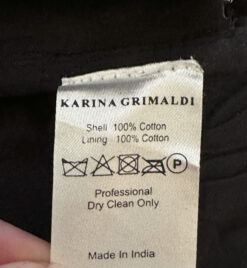 KARINA GRIMALDI
Shell 100% Cotton
Lining 100% Cotton
P
Professional
Dry Clean Only
Made In India